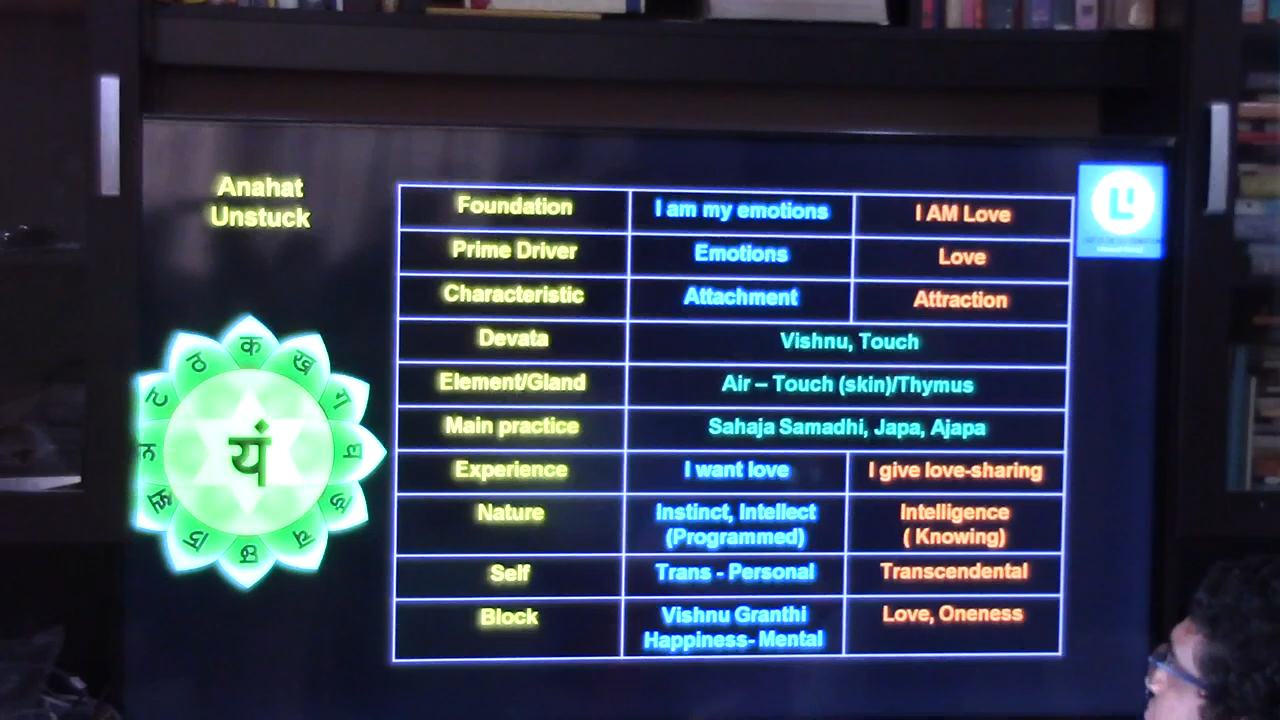 Anahat
Unstuck
Foundation I am my emotions I AM Love
Prime Driver Emotions Love
Characteristic Attachment Attraction
Devata Vishnu, Touch
Element/Gland Air – Touch (skin)/Thymus
Main practice Sahaja Samadhi, Japa, Ajapa
Experience I want love I give love-sharing
Nature Instinct, Intellect Intelligence
(Programmed) ( Knowing)
Self Trans - Personal Transcendental
Block Vishnu Granthi Love, Oneness
Happiness- Mental
क
ख
ग
ठ
ट
यं